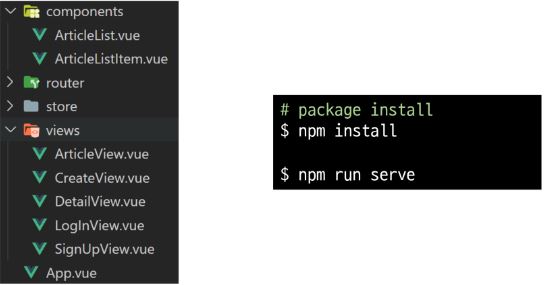 components
ArticleList.vue
ArticleListItem.vue
router
store
views
ArticleView.vue
CreateView.vue
DetailView.vue
LogInView.vue
SignUpView.vue
App.vue
# package install
$ npm install
$ npm run serve